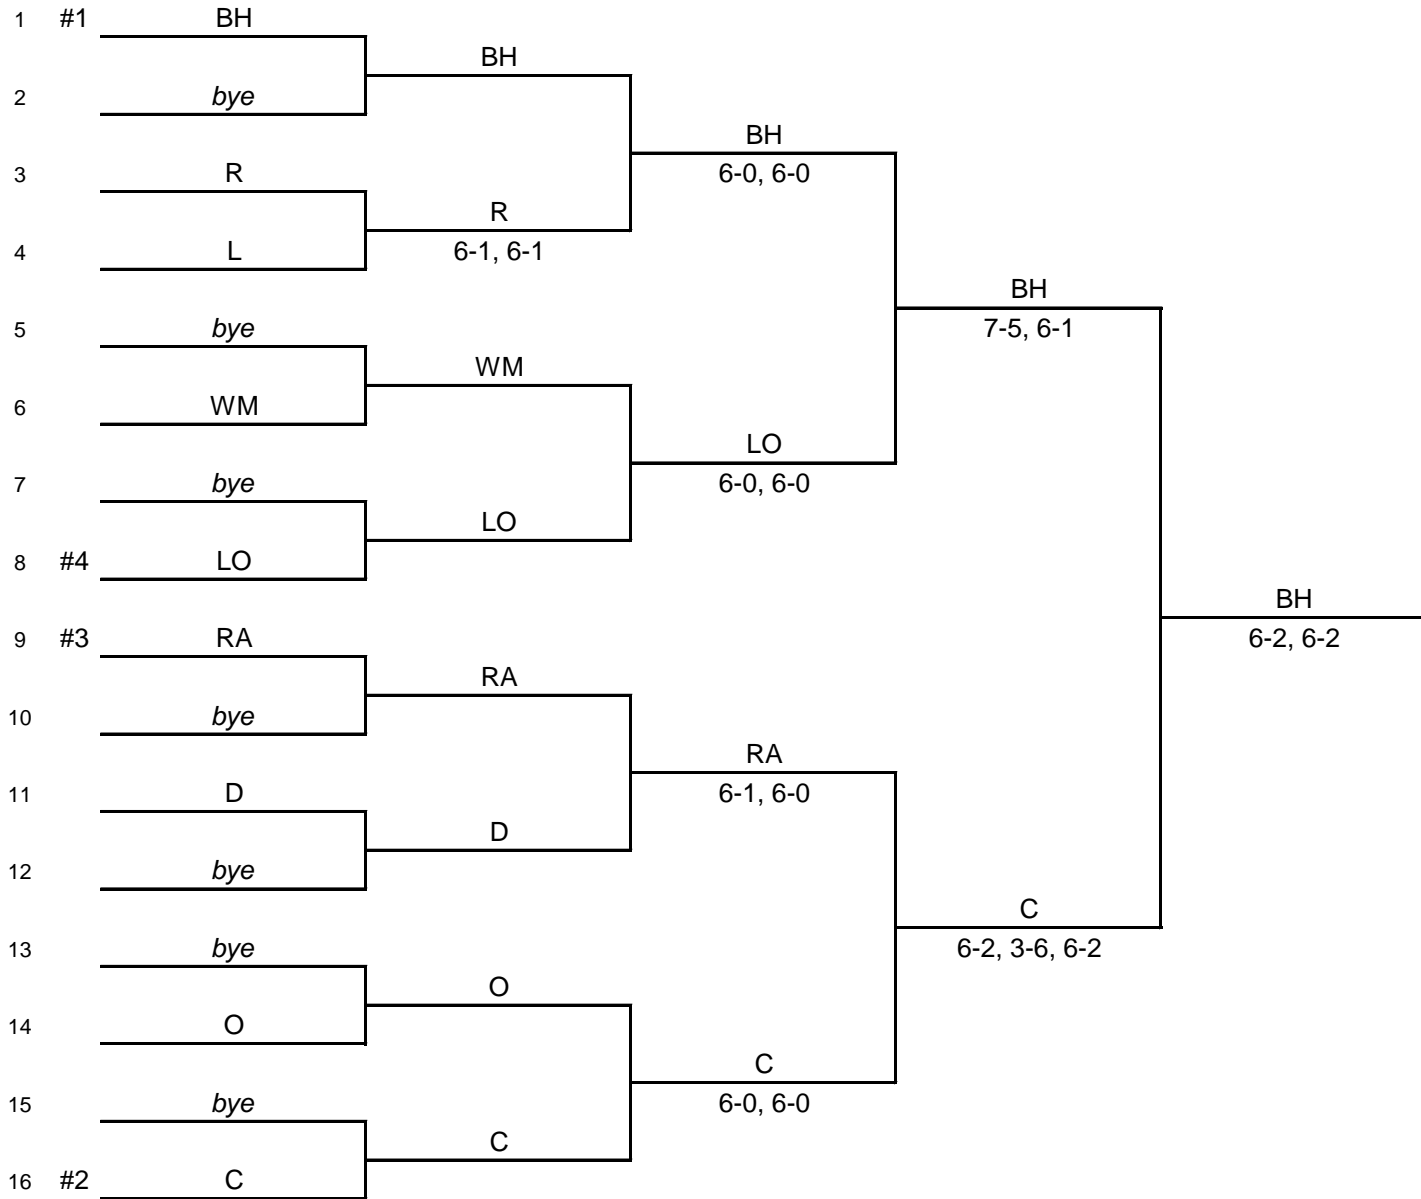 1 #1 BH
BH
2 bye
BH
3 R
6-0, 6-0
R
4 L
6-1, 6-1
BH
5 bye
7-5, 6-1
WM
6 WM
LO
7 bye
6-0, 6-0
LO
8 #4 LO
BH
9 #3 RA
6-2, 6-2
RA
10 bye
RA
11 D
6-1, 6-0
D
12 bye
C
13 bye
6-2, 3-6, 6-2
O
14 O
C
15 bye
6-0, 6-0
C
16 #2 C